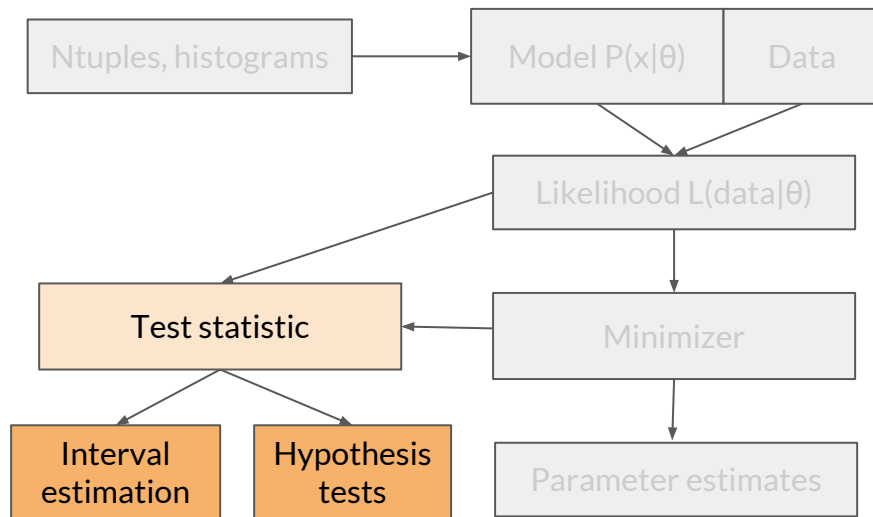 Ntuples, histograms
Model P(x|θ)
Data
Likelihood L(data|θ)
Test statistic
Minimizer
Interval
estimation
Hypothesis
tests
Parameter estimates